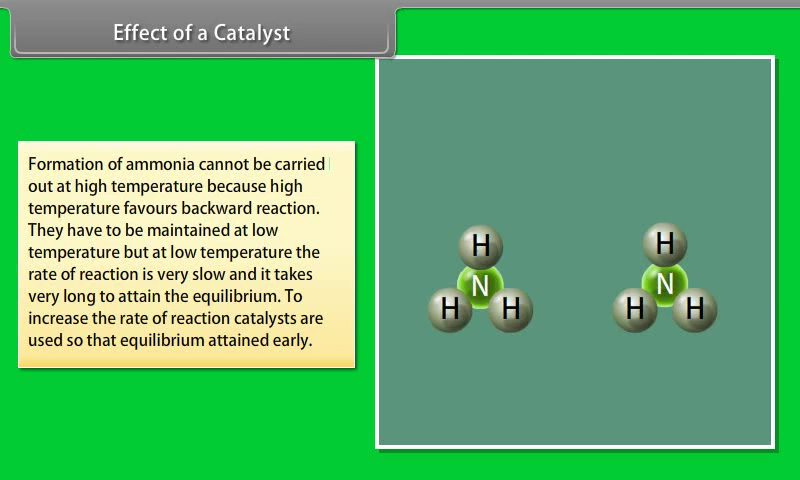 Effect of a Catalyst
Formation of ammonia cannot be carried
out at high temperature because high
temperature favours backward reaction.
They have to be maintained at low
temperature but at low temperature the
rate of reaction is very slow and it takes
very long to attain the equilibrium. To
increase the rate of reaction catalysts are
used so that equilibrium attained early.
H H
N N
H H H H